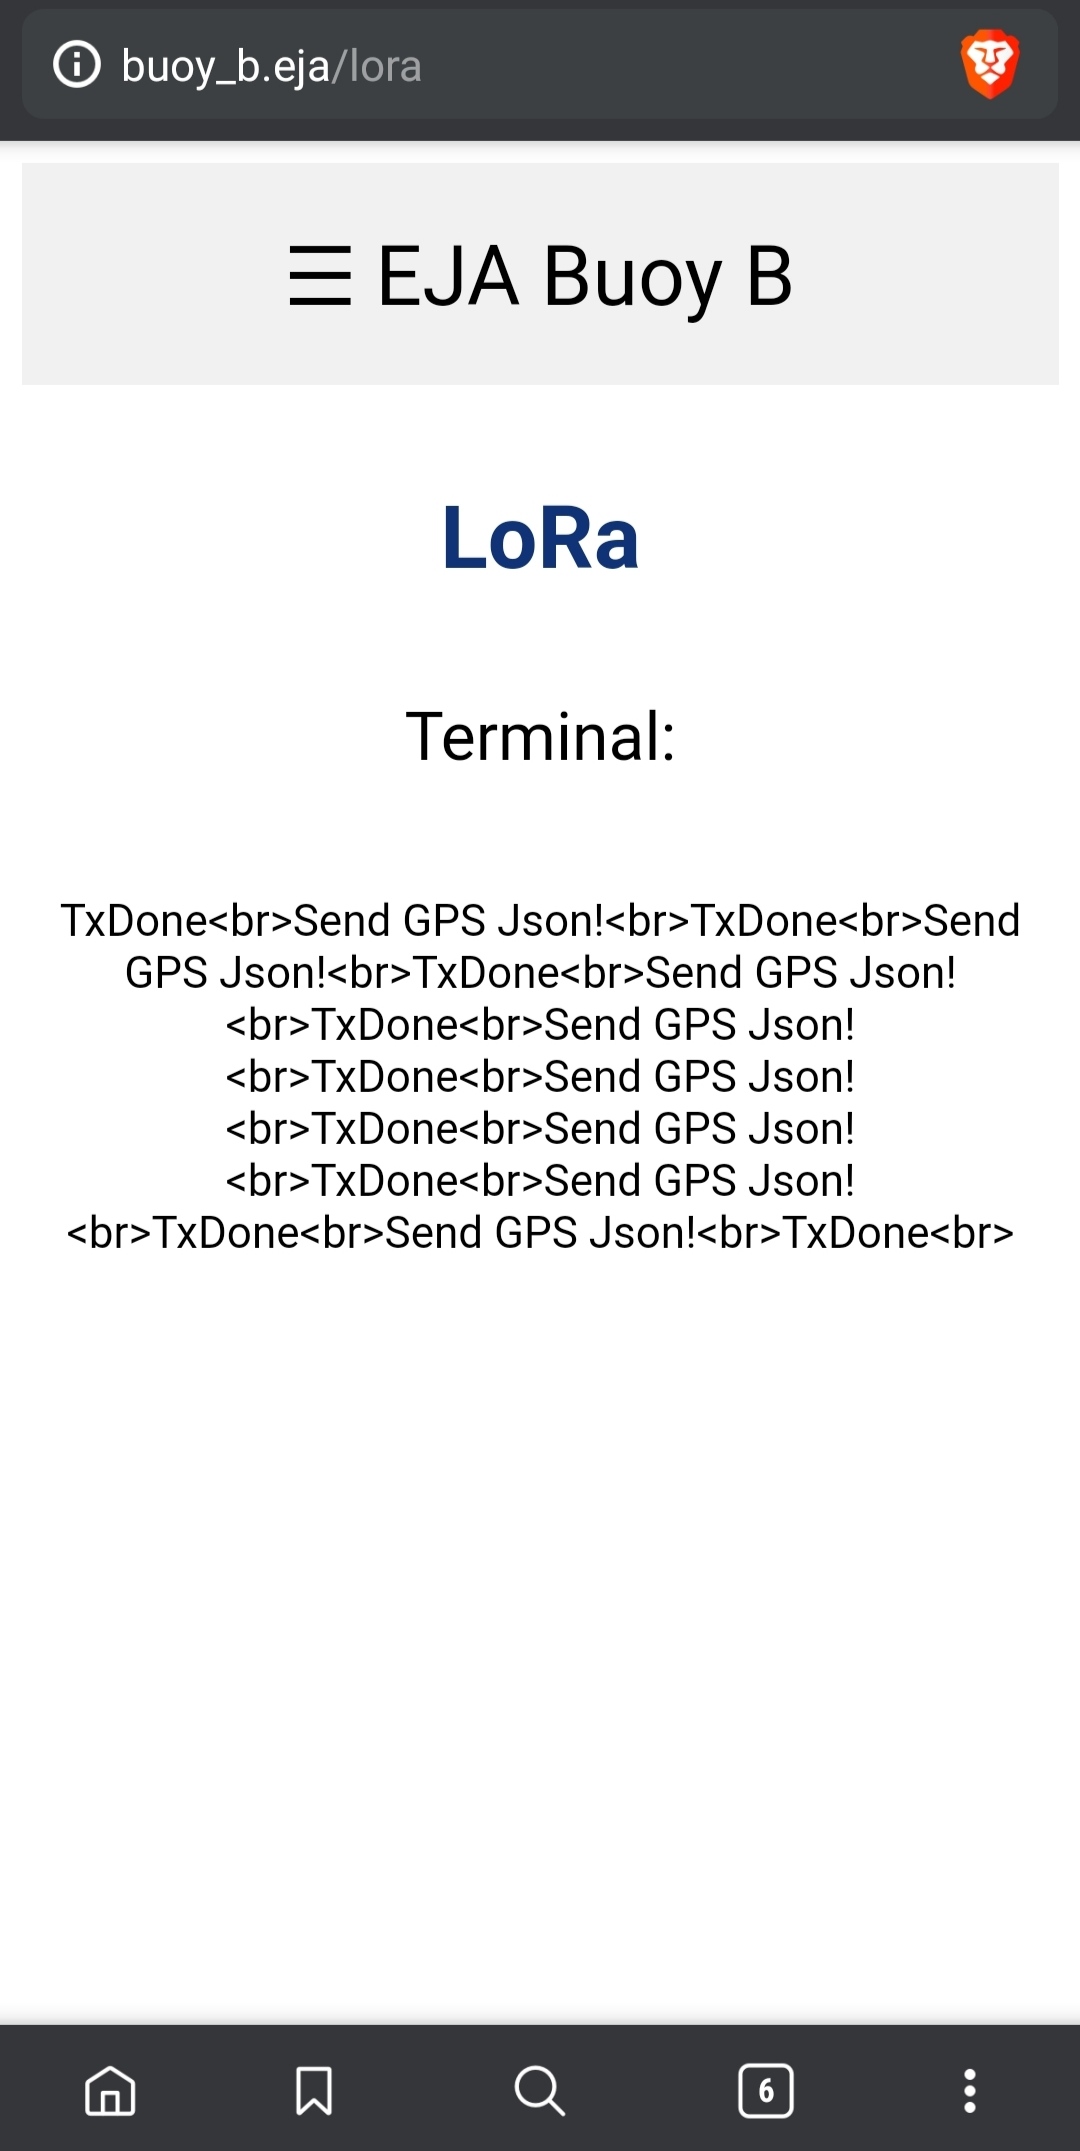 buoy_b.eja/lora
☰ EJA Buoy B
LoRa
Terminal:
TxDone<br>Send GPS Json!<br>TxDone<br>Send
GPS Json!<br>TxDone<br>Send GPS Json!
<br>TxDone<br>Send GPS Json!
<br>TxDone<br>Send GPS Json!
<br>TxDone<br>Send GPS Json!
<br>TxDone<br>Send GPS Json!
<br>TxDone<br>Send GPS Json!<br>TxDone<br>
6